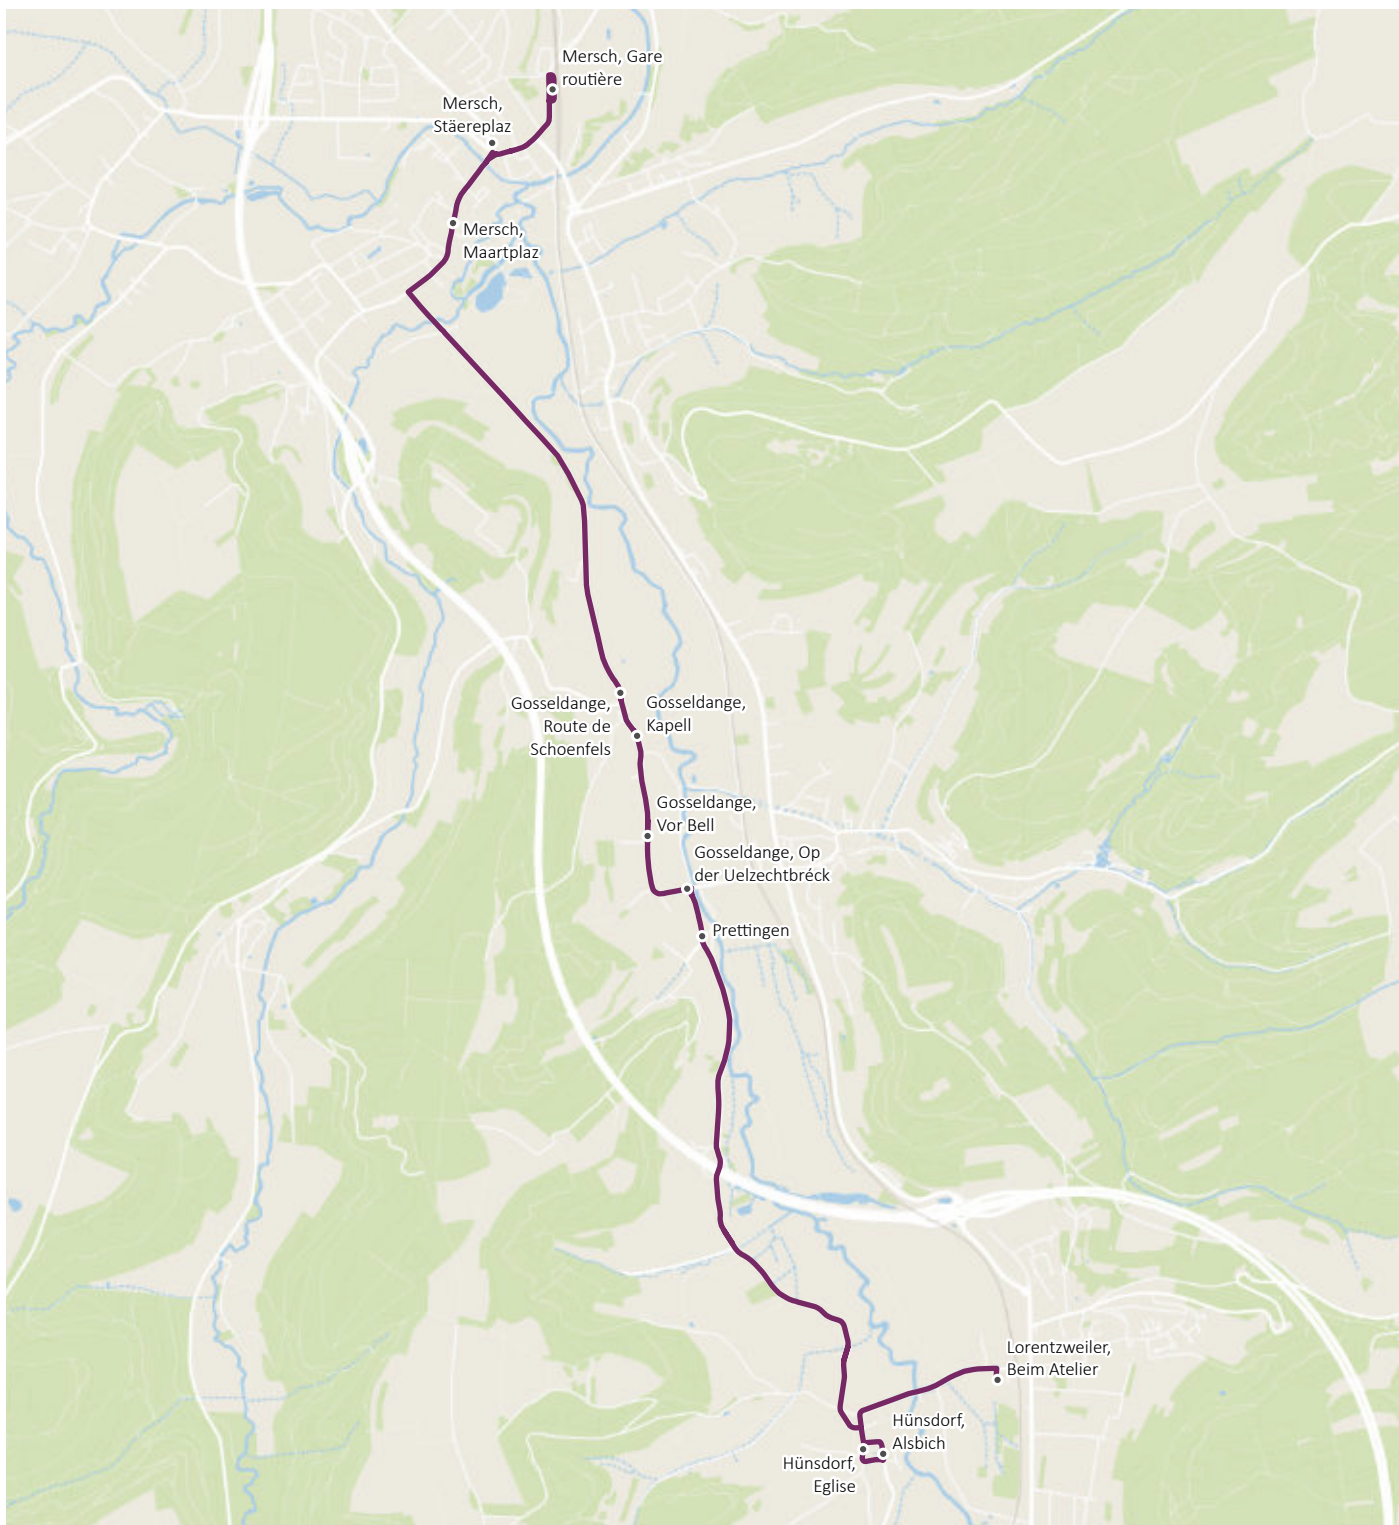 Mersch, Gare
routière
Mersch,
Stäereplaz
Mersch,
Maartplaz
Gosseldange,
Route de
Schoenfels
Gosseldange,
Kapell
Gosseldange,
Vor Bell
Gosseldange, Op
der Uelzechtbréck
Prettingen
Lorentzweiler,
Beim Atelier
Hünsdorf,
Alsbich
Hünsdorf,
Eglise